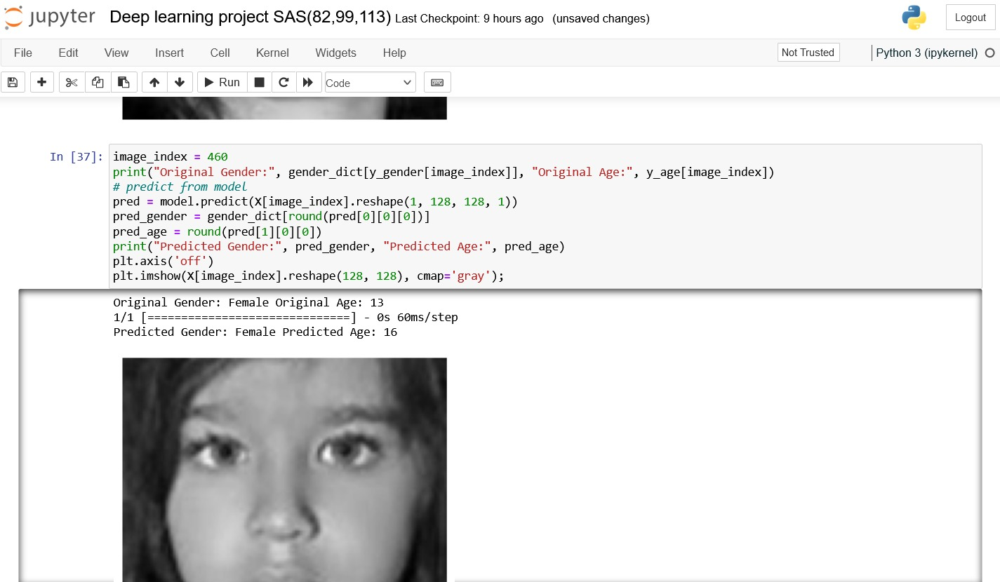 jupyter Deep learning project SAS(82,99,113) Last Checkpoint: 9 hours ago (unsaved changes) Logout
File Edit View Insert Cell Kernel Widgets Help Not Trusted Python 3 (ipykernel)
Run Code
In [37]: image_index = 460
print("Original Gender:", gender_dict[y_gender[image_index]], "Original Age:", y_age[image_index])
# predict from model
pred = model.predict(X[image_index].reshape(1, 128, 128, 1))
pred_gender = gender_dict[round(pred[0][0][0])]
pred_age = round(pred[1][0][0])
print("Predicted Gender:", pred_gender, "Predicted Age:", pred_age)
plt.axis('off')
plt.imshow(X[image_index].reshape(128, 128), cmap='gray');
Original Gender: Female Original Age: 13
1/1 [==============================] - 0s 60ms/step
Predicted Gender: Female Predicted Age: 16